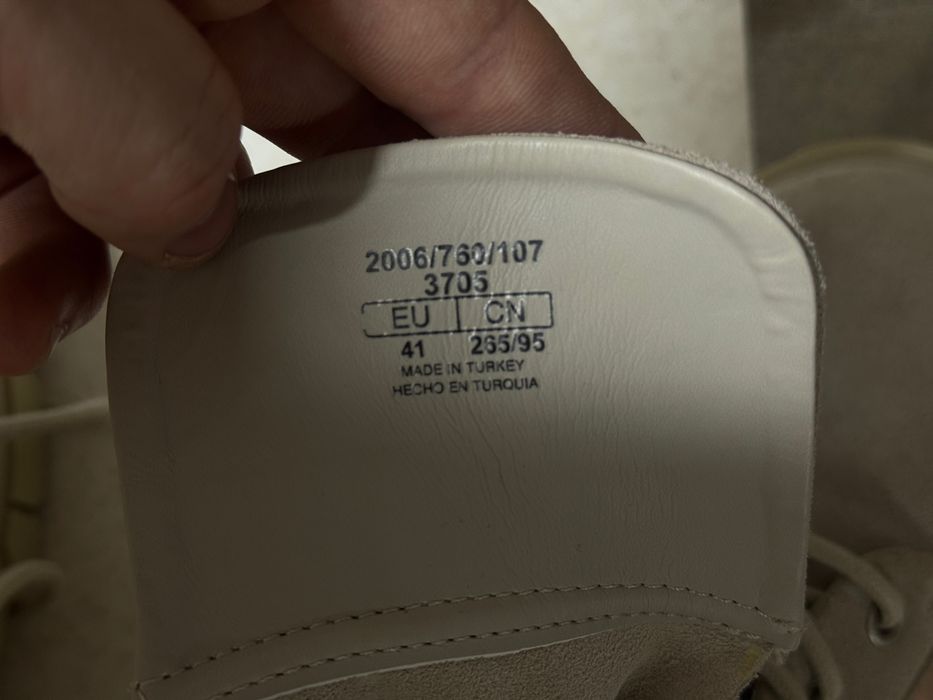 2006/760/107
3705
EU CN
41 265/95
MADE IN TURKEY
HECHO EN TURQUIA